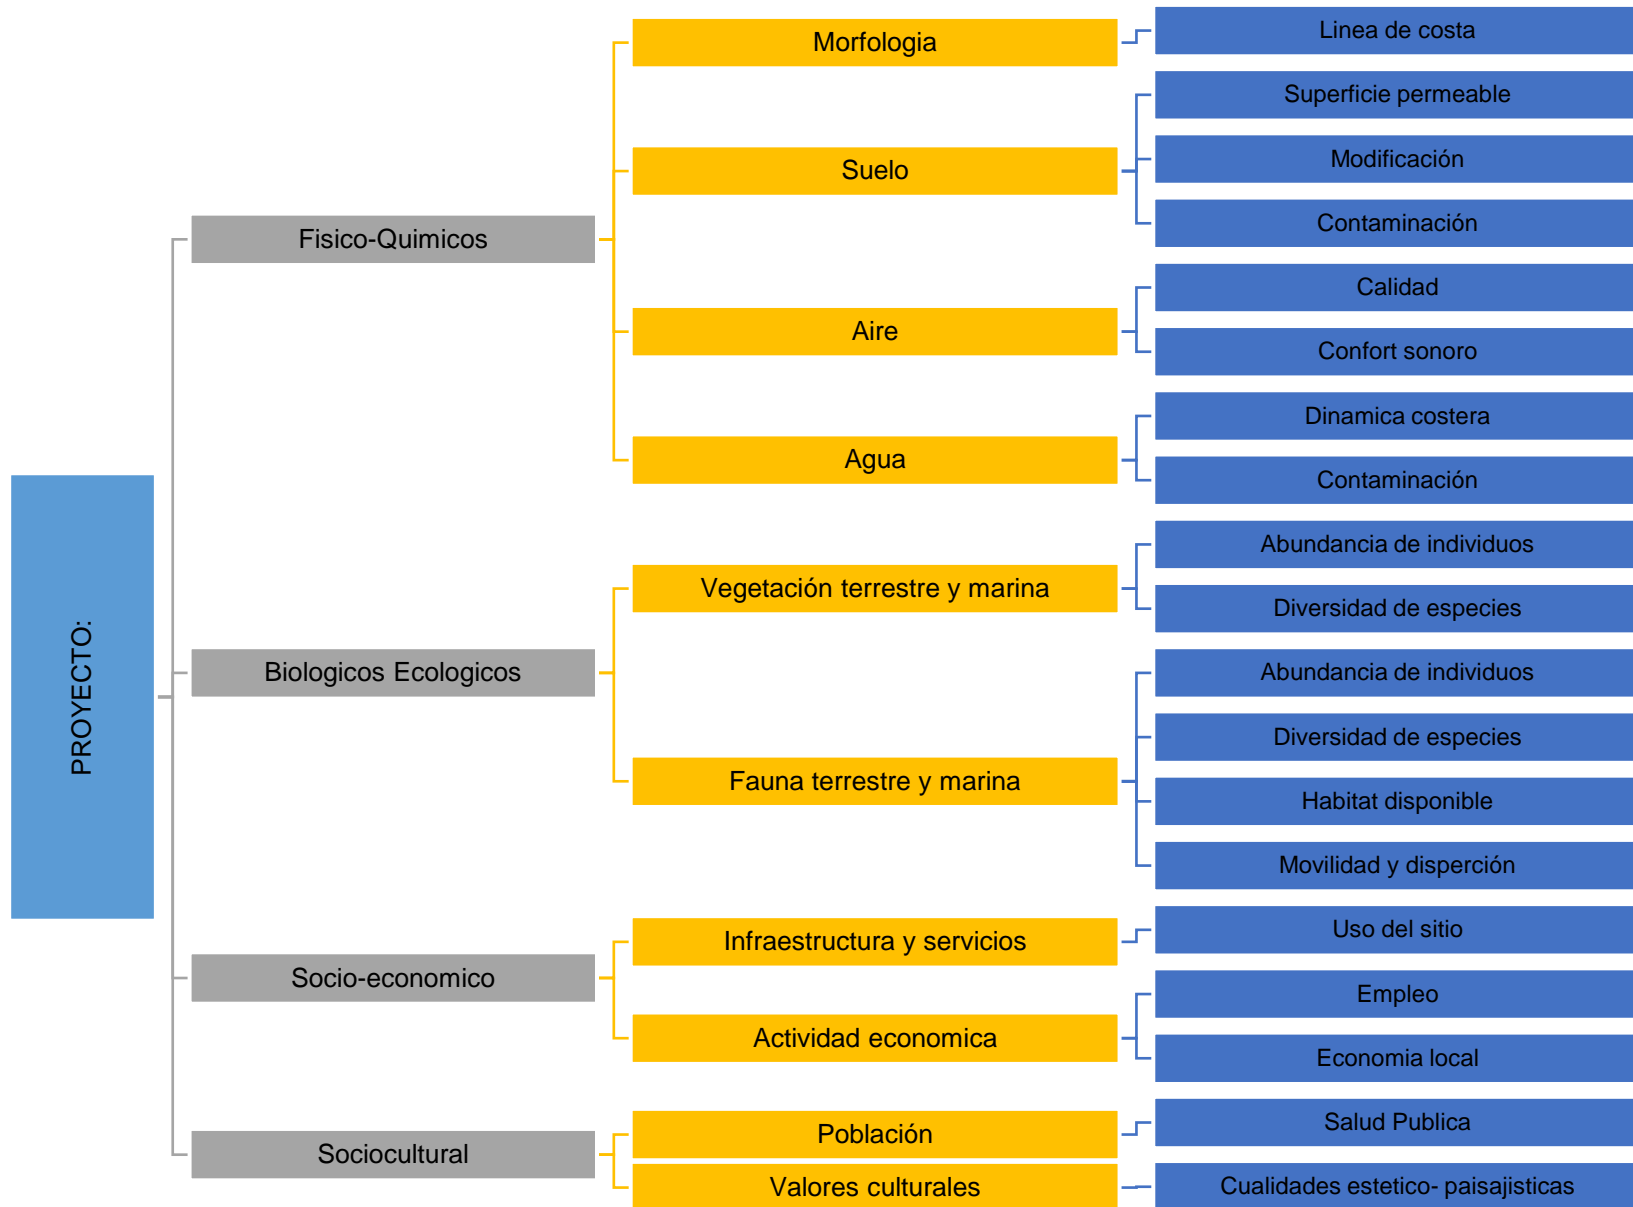 PROYECTO:
Fisico-Quimicos
Morfologia
Linea de costa
Suelo
Superficie permeable
Modificación
Contaminación
Aire
Calidad
Confort sonoro
Agua
Dinamica costera
Contaminación
Biologicos Ecologicos
Vegetación terrestre y marina
Abundancia de individuos
Diversidad de especies
Fauna terrestre y marina
Abundancia de individuos
Diversidad de especies
Habitat disponible
Movilidad y disperción
Socio-economico
Infraestructura y servicios
Uso del sitio
Actividad economica
Empleo
Economia local
Sociocultural
Población
Salud Publica
Valores culturales
Cualidades estetico- paisajisticas